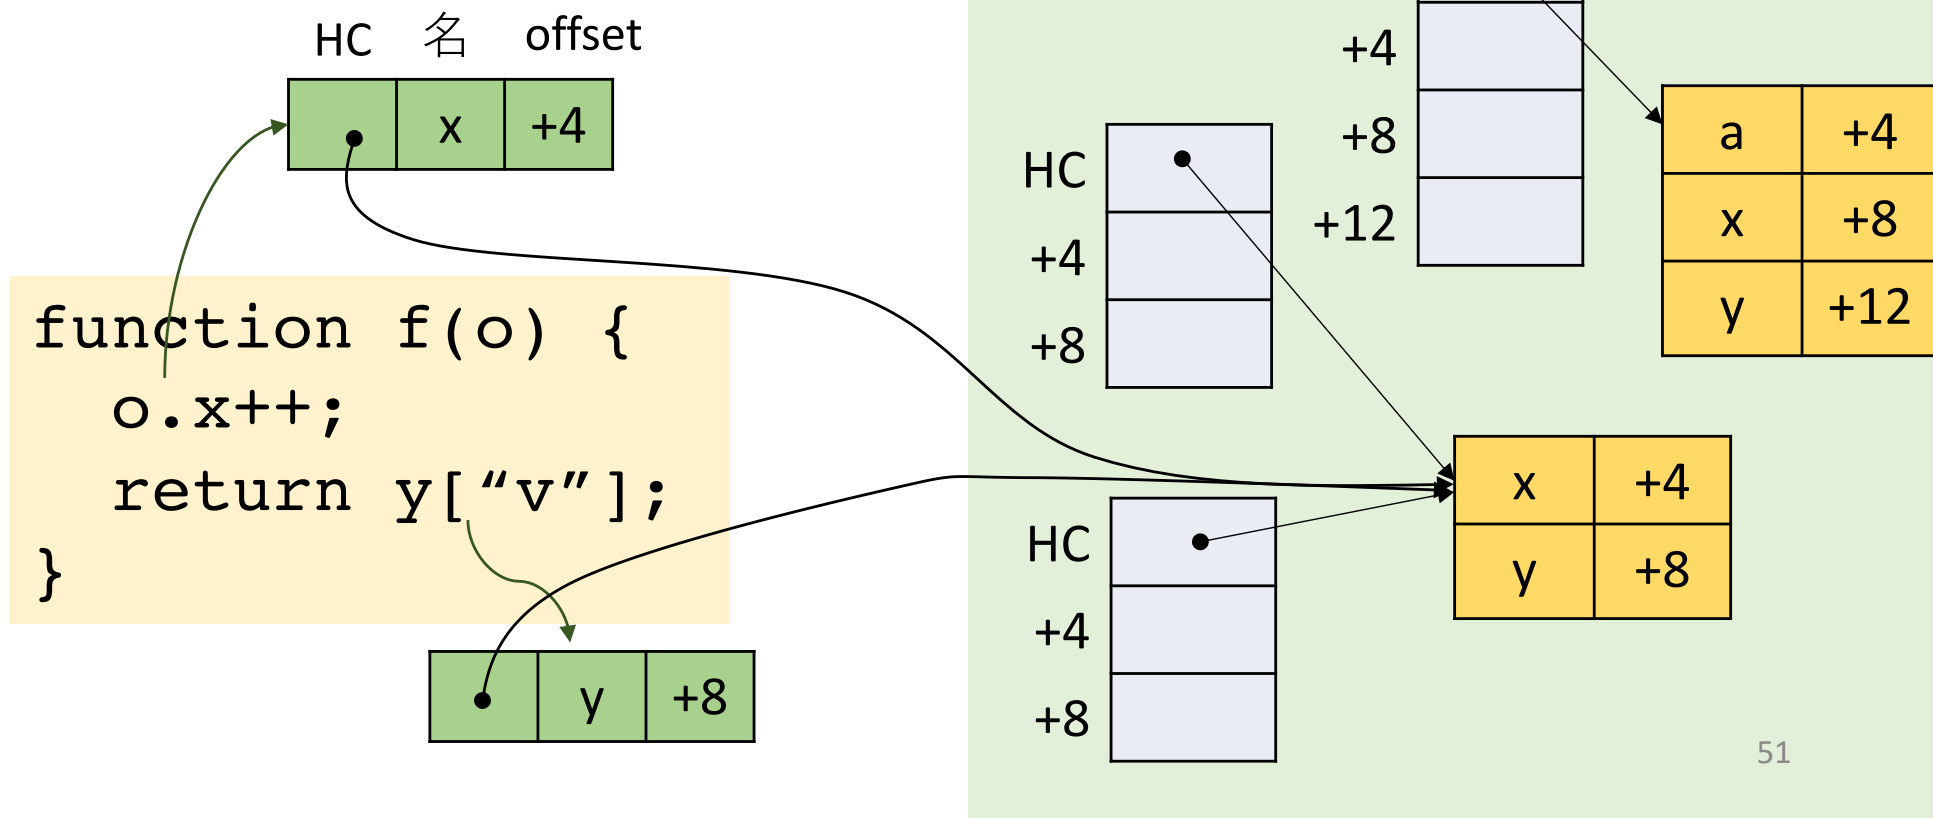 HC 名 offset
x +4
function f(o) {
o.x++;
return y[“v”];
}
y +8
+4
+8
+12
a +4
x +8
y +12
HC
+4
+8
x +4
y +8
HC
+4
+8
51